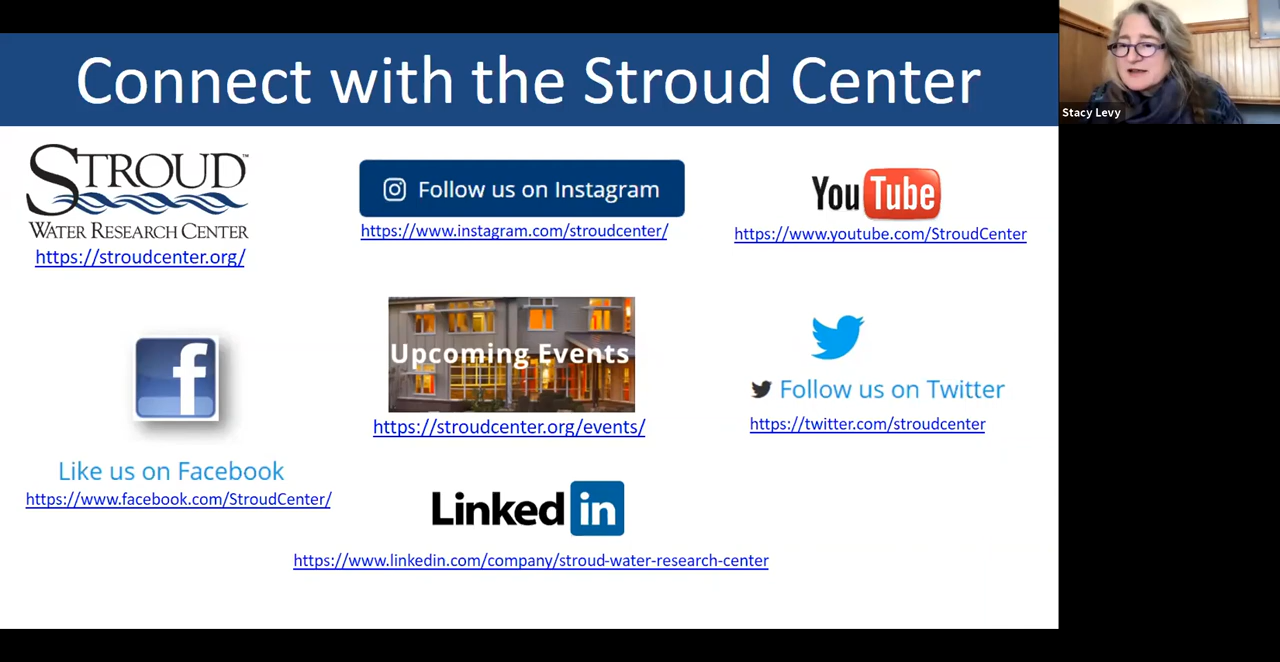 Connect with the Stroud Center
Stacy Levy
STROUD™
WATER RESEARCH CENTER
https://stroudcenter.org/
Follow us on Instagram
https://www.instagram.com/stroudcenter/
YouTube
https://www.youtube.com/StroudCenter
f
Like us on Facebook
https://www.facebook.com/StroudCenter/
Upcoming Events
https://stroudcenter.org/events/
Follow us on Twitter
https://twitter.com/stroudcenter
Linked in
https://www.linkedin.com/company/stroud-water-research-center